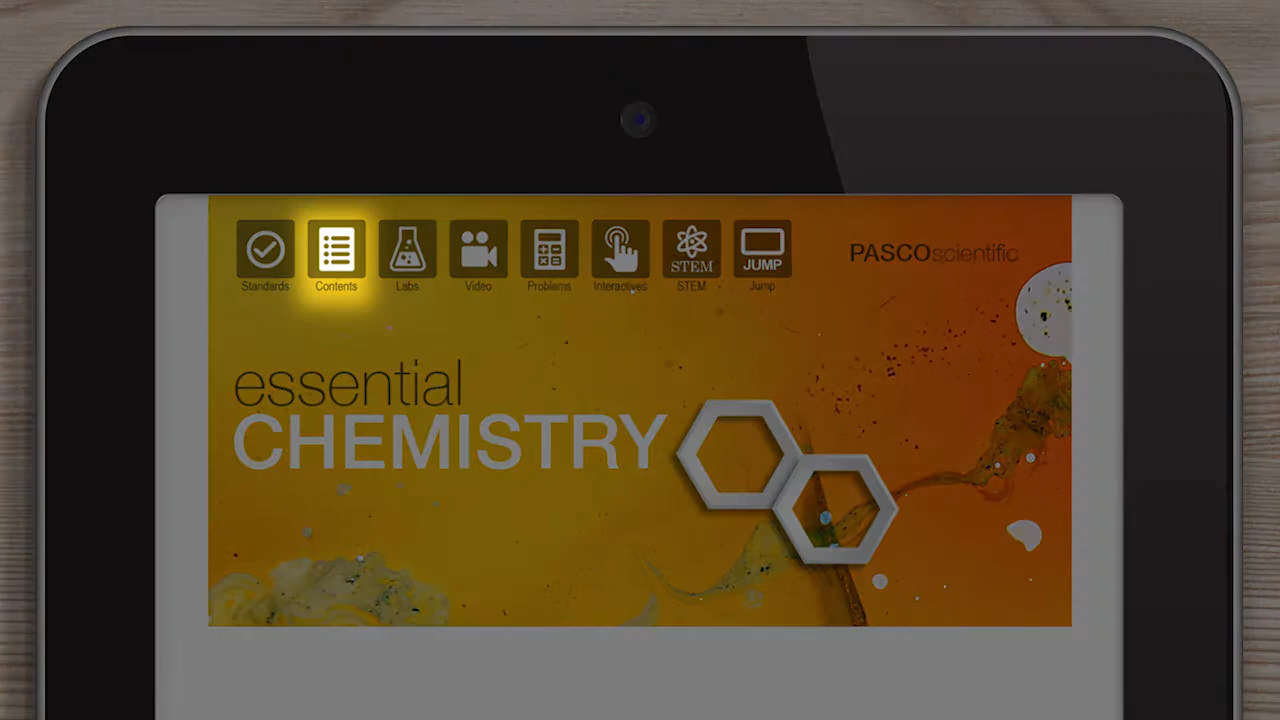 STEM
JUMP
Standards Contents Labs Video Problems Interactives STEM Jump
PASCOscientific
essential
CHEMISTRY